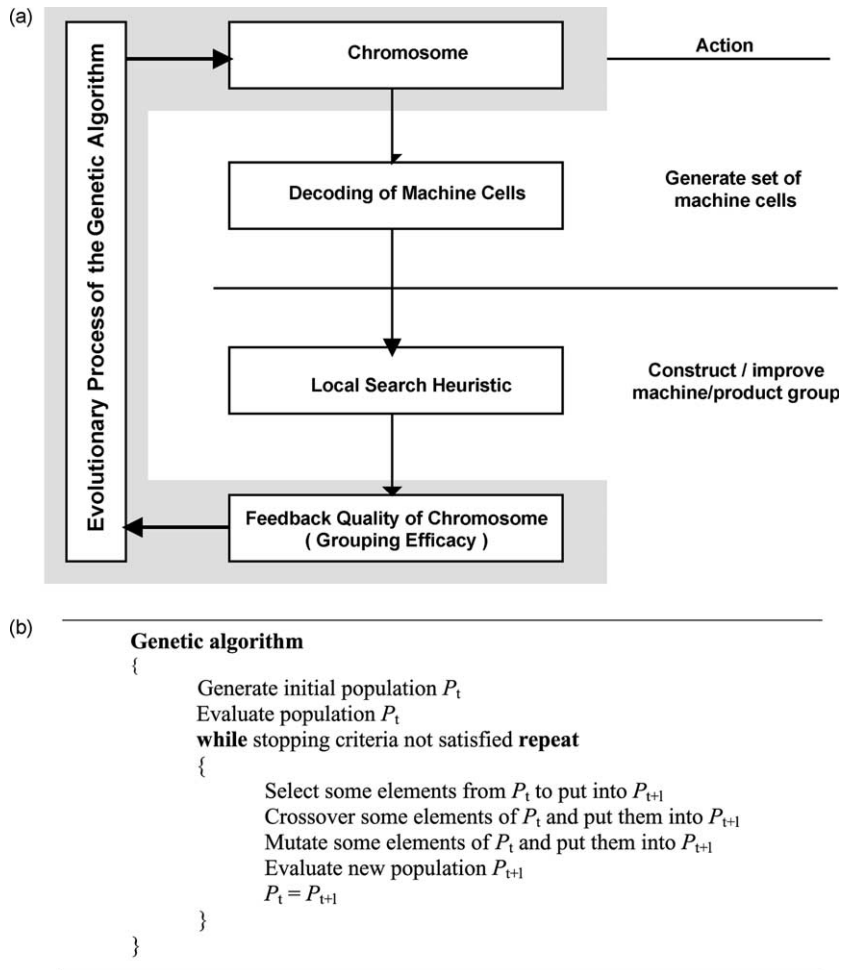 (a)
Evolutionary Process of the Genetic Algorithm
Chromosome
Action
Decoding of Machine Cells
Generate set of
machine cells
Local Search Heuristic
Construct / improve
machine/product group
Feedback Quality of Chromosome
( Grouping Efficacy )
(b)
Genetic algorithm
{
Generate initial population Pt
Evaluate population Pt
while stopping criteria not satisfied repeat
{
Select some elements from Pt to put into Pt+1
Crossover some elements of Pt and put them into Pt+1
Mutate some elements of Pt and put them into Pt+1
Evaluate new population Pt+1
Pt = Pt+1
}
}